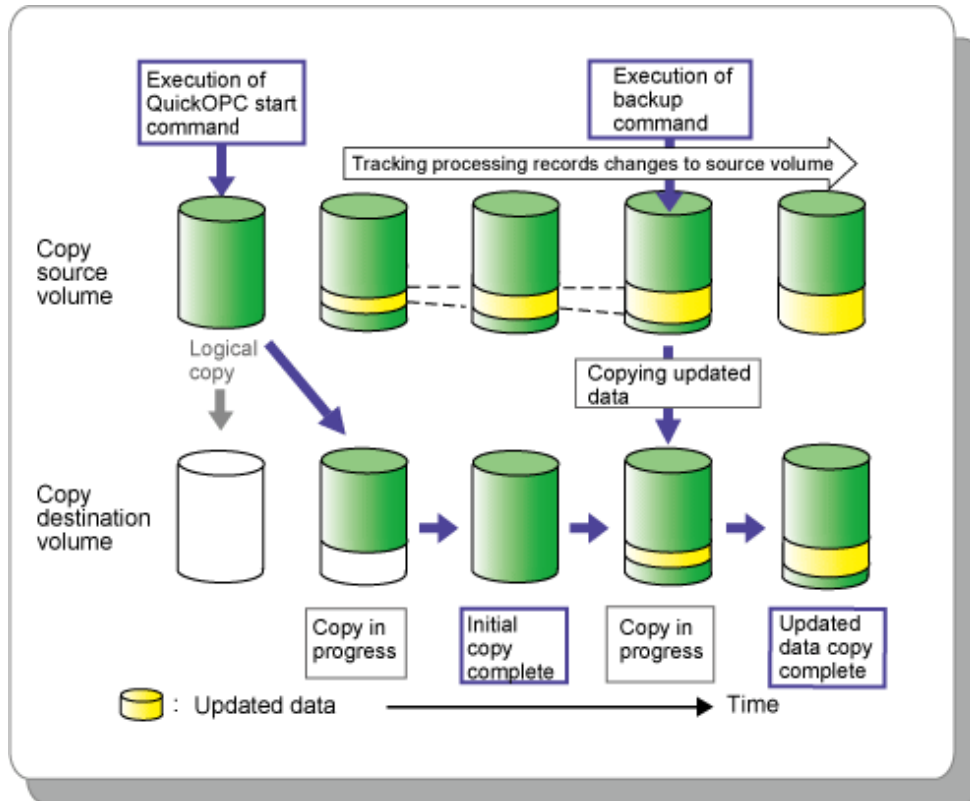 Execution of
QuickOPC start
command
Execution of
backup
command
Tracking processing records changes to source volume
Copy
source
volume
Logical
copy
Copying updated
data
Copy
destination
volume
Copy in
progress
Initial
copy
complete
Copy in
progress
Updated
data copy
complete
: Updated data
Time